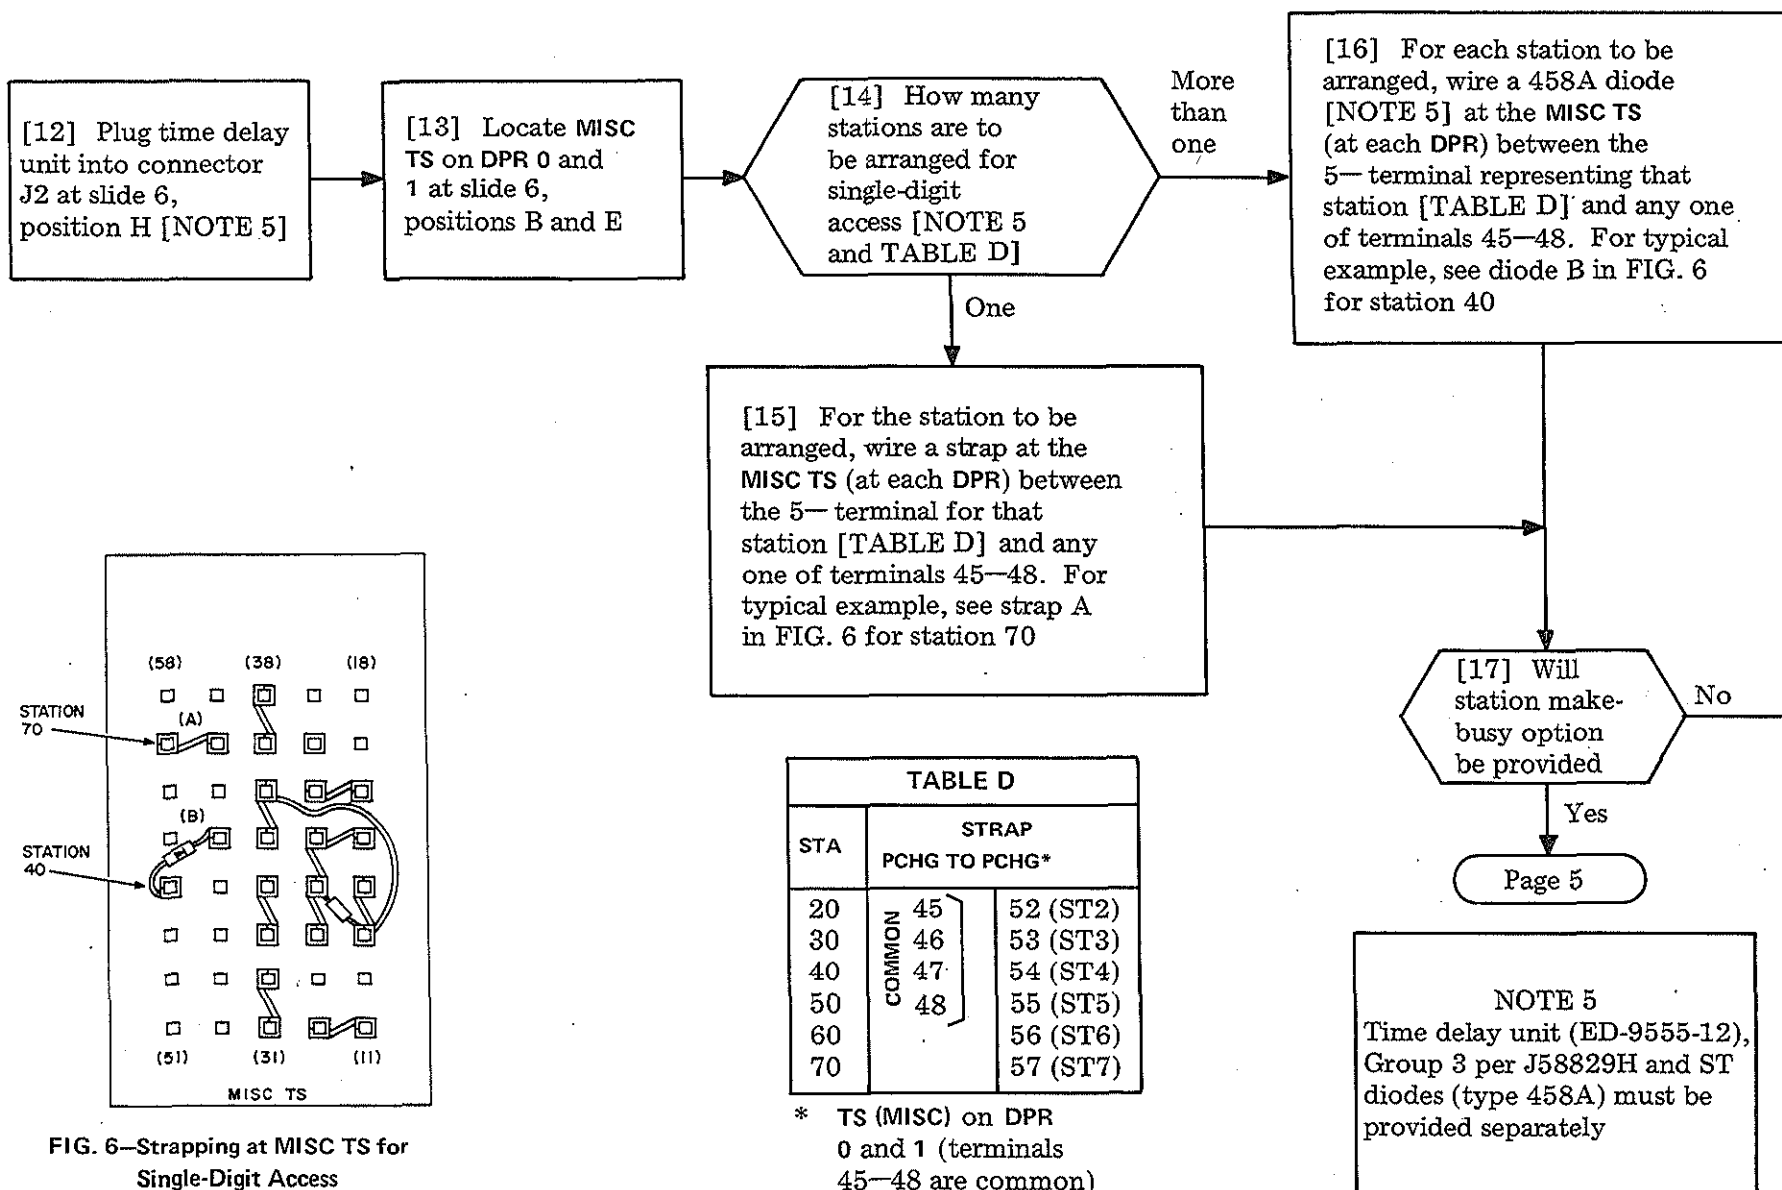 [12] Plug time delay
unit into connector
J2 at slide 6,
position H [NOTE 5]
[13] Locate MISC
TS on DPR 0 and
1 at slide 6,
positions B and E
[14] How many
stations are to
be arranged for
single-digit
access [NOTE 5
and TABLE D]
More
than
one
One
[16] For each station to be
arranged, wire a 458A diode
[NOTE 5] at the MISC TS
(at each DPR) between the
5— terminal representing that
station [TABLE D] and any one
of terminals 45—48. For typical
example, see diode B in FIG. 6
for station 40
[15] For the station to be
arranged, wire a strap at the
MISC TS (at each DPR) between
the 5— terminal for that
station [TABLE D] and any
one of terminals 45—48. For
typical example, see strap A
in FIG. 6 for station 70
[17] Will
station make-
busy option
be provided
No
Yes
Page 5
(58) (38) (18)
STATION
70
(A)
(B)
STATION
40
(51) (31) (11)
MISC TS
FIG. 6—Strapping at MISC TS for
Single-Digit Access
TABLE D
STA STRAP
PCHG TO PCHG*
COMMON
20 45 52 (ST2)
30 46 53 (ST3)
40 47 54 (ST4)
50 48 55 (ST5)
60 56 (ST6)
70 57 (ST7)
* TS (MISC) on DPR
0 and 1 (terminals
45—48 are common)
NOTE 5
Time delay unit (ED-9555-12),
Group 3 per J58829H and ST
diodes (type 458A) must be
provided separately